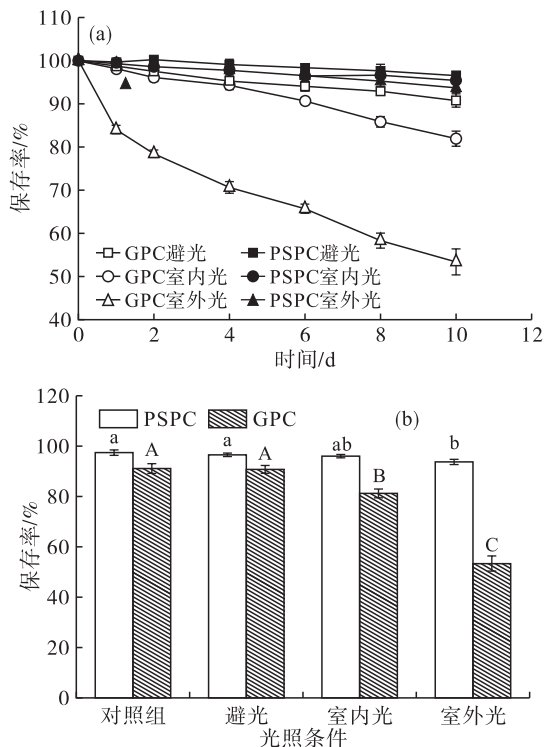 (a)
100
90
80
70
60
50
40
保存率/%
GPC避光 PSPC避光
GPC室内光 PSPC室内光
GPC室外光 PSPC室外光
0 2 4 6 8 10 12
时间/d
120
100
80
60
40
20
0
保存率/%
PSPC GPC (b)
a A a A ab B b C
对照组 避光 室内光 室外光
光照条件